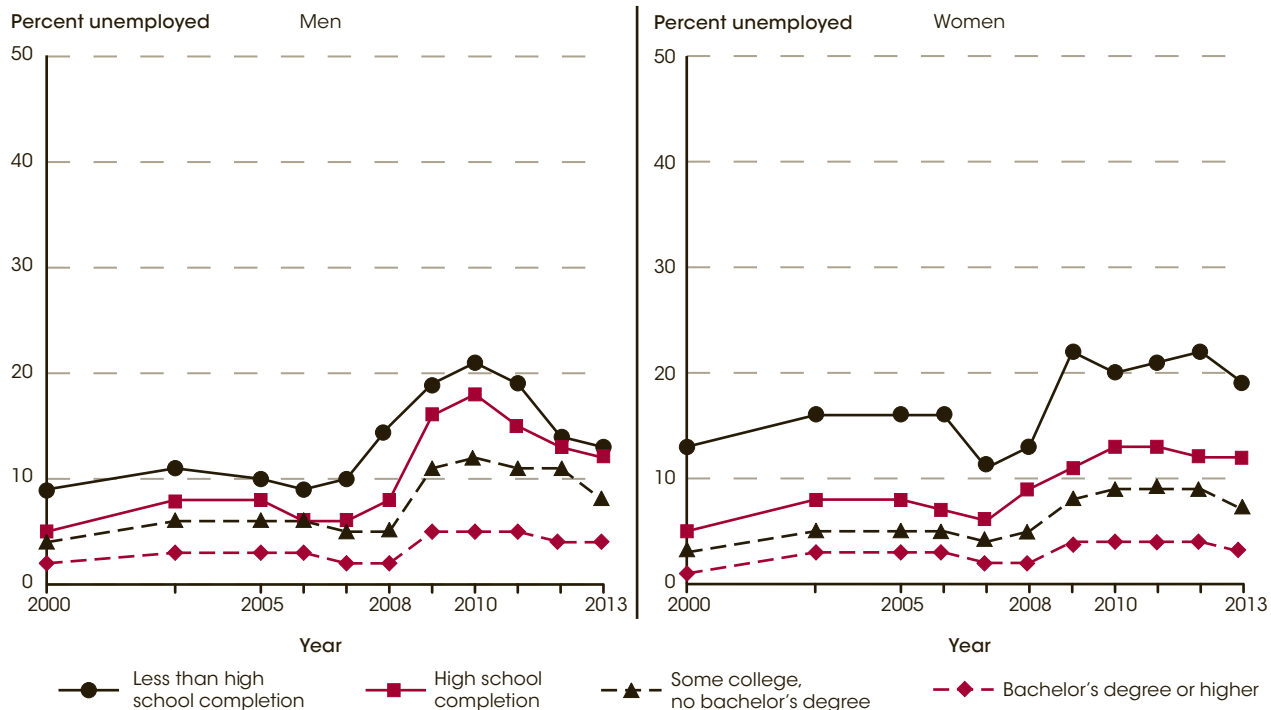 Percent unemployed Men
50
40
30
20
10
0
2000 2005 2008 2010 2013
Year
Percent unemployed Women
50
40
30
20
10
0
2000 2005 2008 2010 2013
Year
Less than high
school completion
High school
completion
Some college,
no bachelor’s degree
Bachelor’s degree or higher